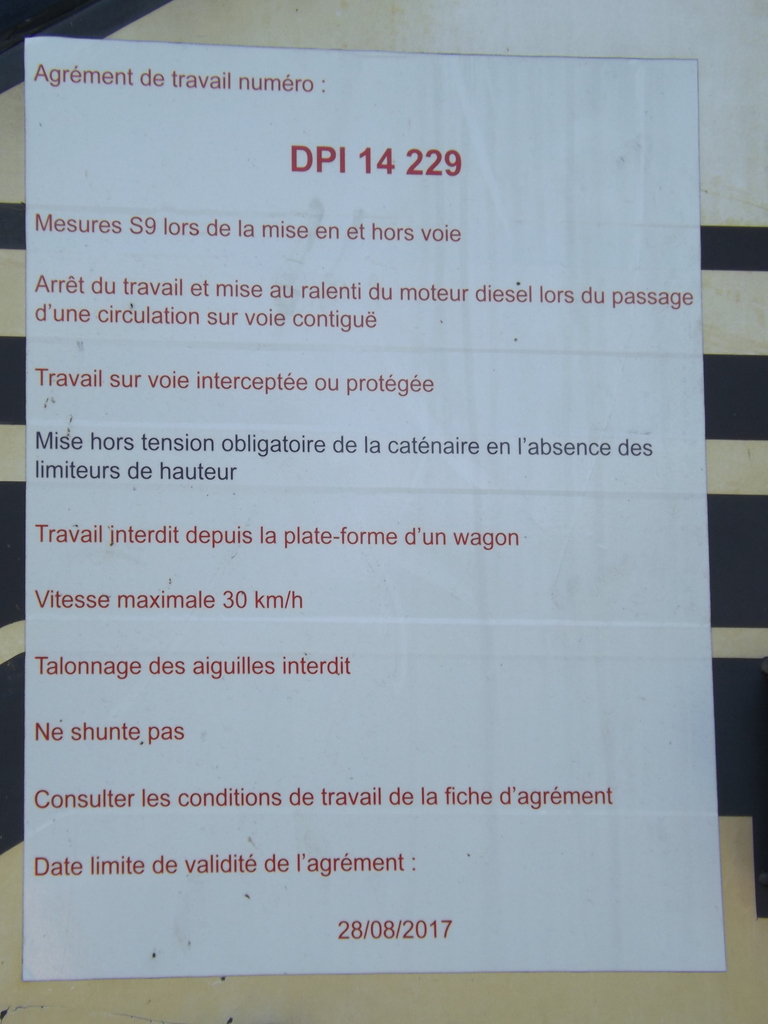 Agrément de travail numéro :
DPI 14 229
Mesures S9 lors de la mise en et hors voie
Arrêt du travail et mise au ralenti du moteur diesel lors du passage
d'une circulation sur voie contiguë
Travail sur voie interceptée ou protégée
Mise hors tension obligatoire de la caténaire en l'absence des
limiteurs de hauteur
Travail interdit depuis la plate-forme d'un wagon
Vitesse maximale 30 km/h
Talonnage des aiguilles interdit
Ne shunte pas
Consulter les conditions de travail de la fiche d'agrément
Date limite de validité de l'agrément :
28/08/2017